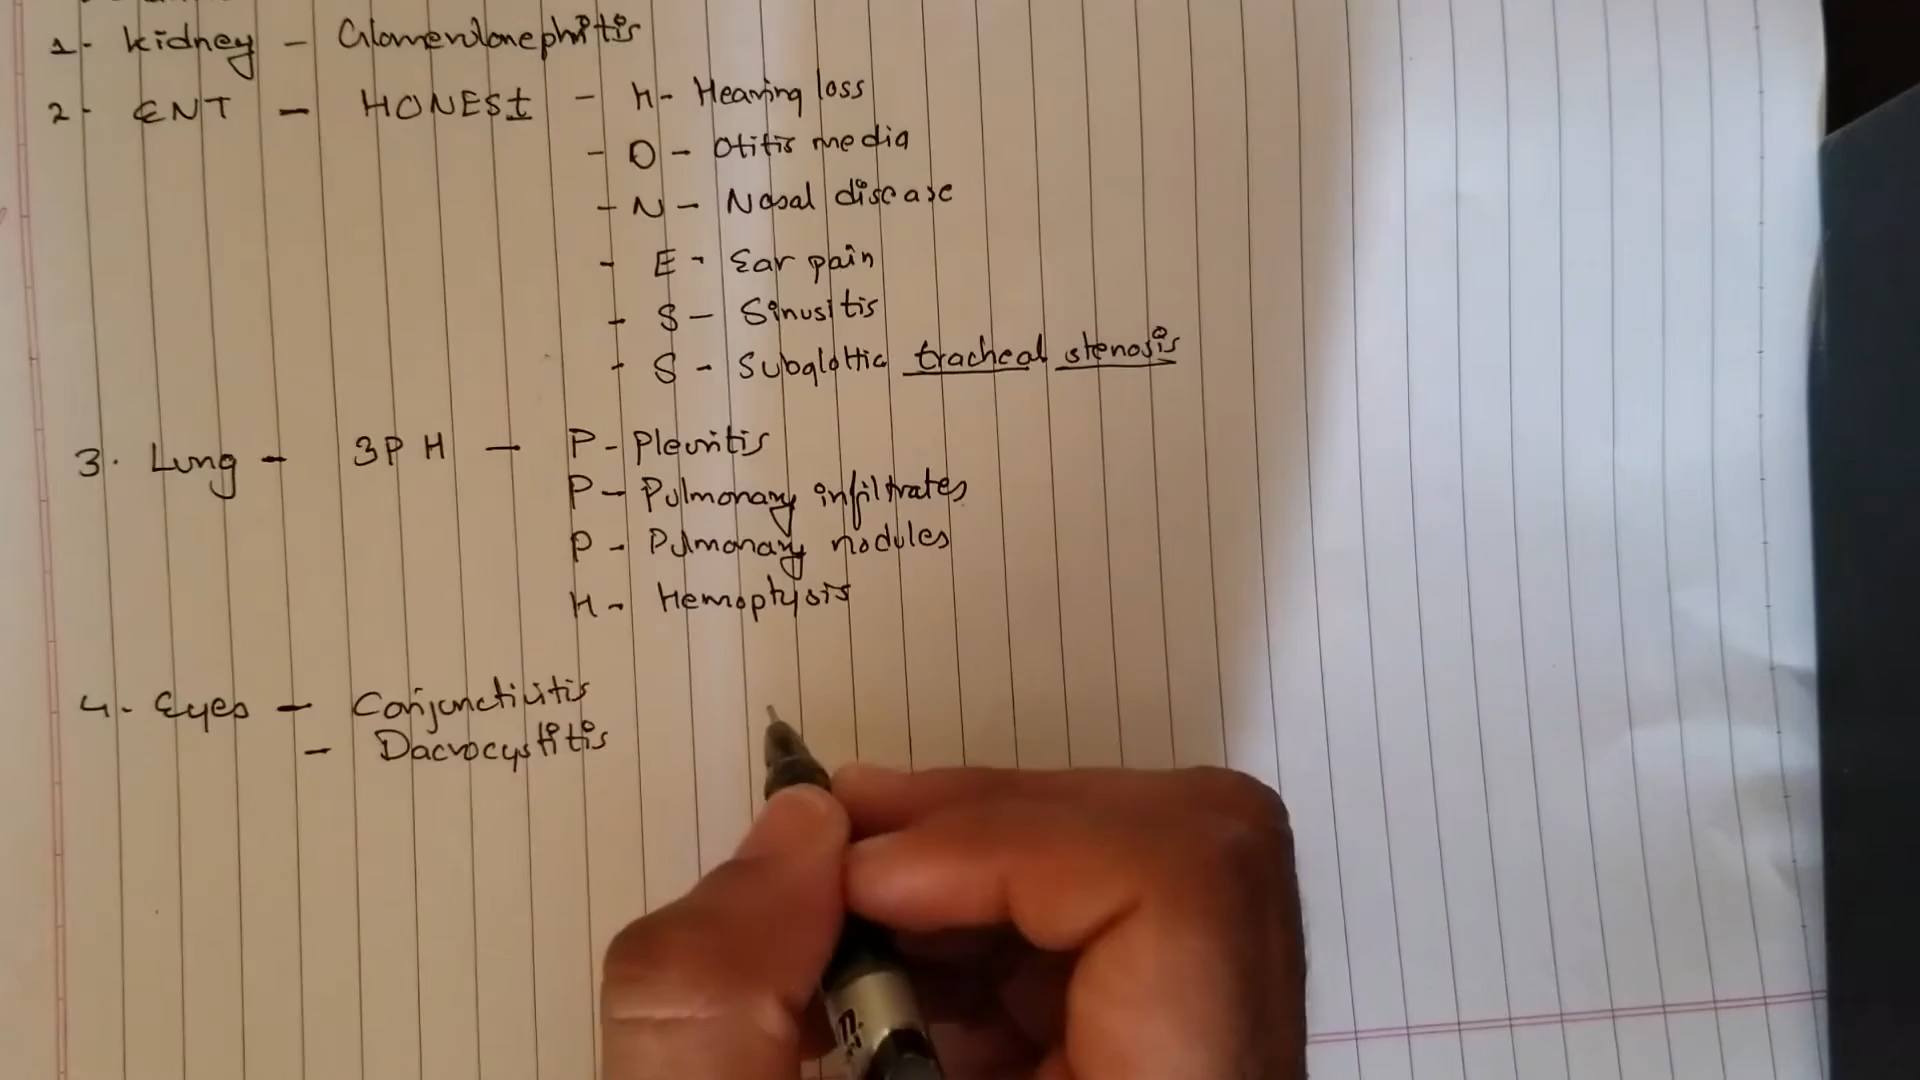 1- Kidney - Glomerulonephritis
2- ENT - HONEST - H- Hearing loss
- O - Otitis media
- N - Nasal disease
- E - Ear pain
- S - Sinusitis
- S - Subglottic tracheal stenosis
3. Lung - 3PH - P- Pleuritis
P- Pulmonary infiltrates
P- Pulmonary nodules
H- Hemoptysis
4- Eyes - Conjunctivitis
- Dacrocystitis